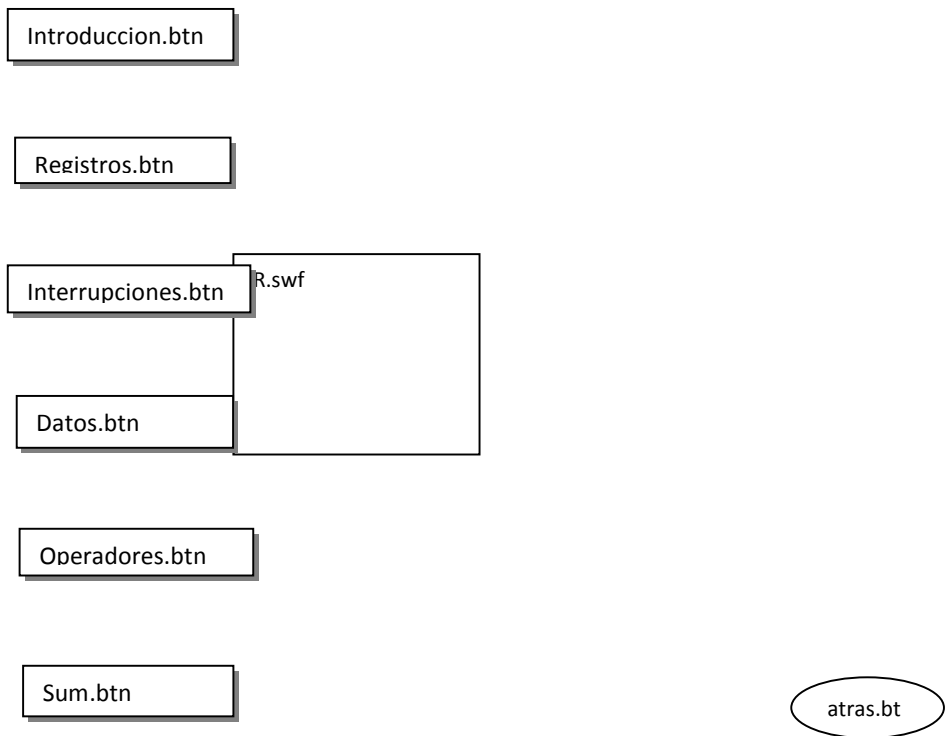 Introduccion.btn
Registros.btn
Interrupciones.btn
R.swf
Datos.btn
Operadores.btn
Sum.btn
atras.bt